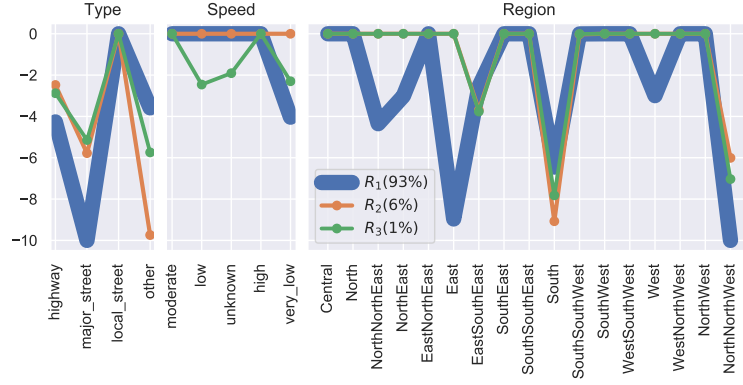 Type
Speed
Region
0
−2
−4
−6
−8
−10
R1(93%)
R2(6%)
R3(1%)
highway
major_street
local_street
other
moderate
low
unknown
high
very_low
Central
North
NorthNorthEast
NorthEast
EastNorthEast
East
EastSouthEast
SouthEast
SouthSouthEast
South
SouthSouthWest
SouthWest
WestSouthWest
West
WestNorthWest
NorthWest
NorthNorthWest